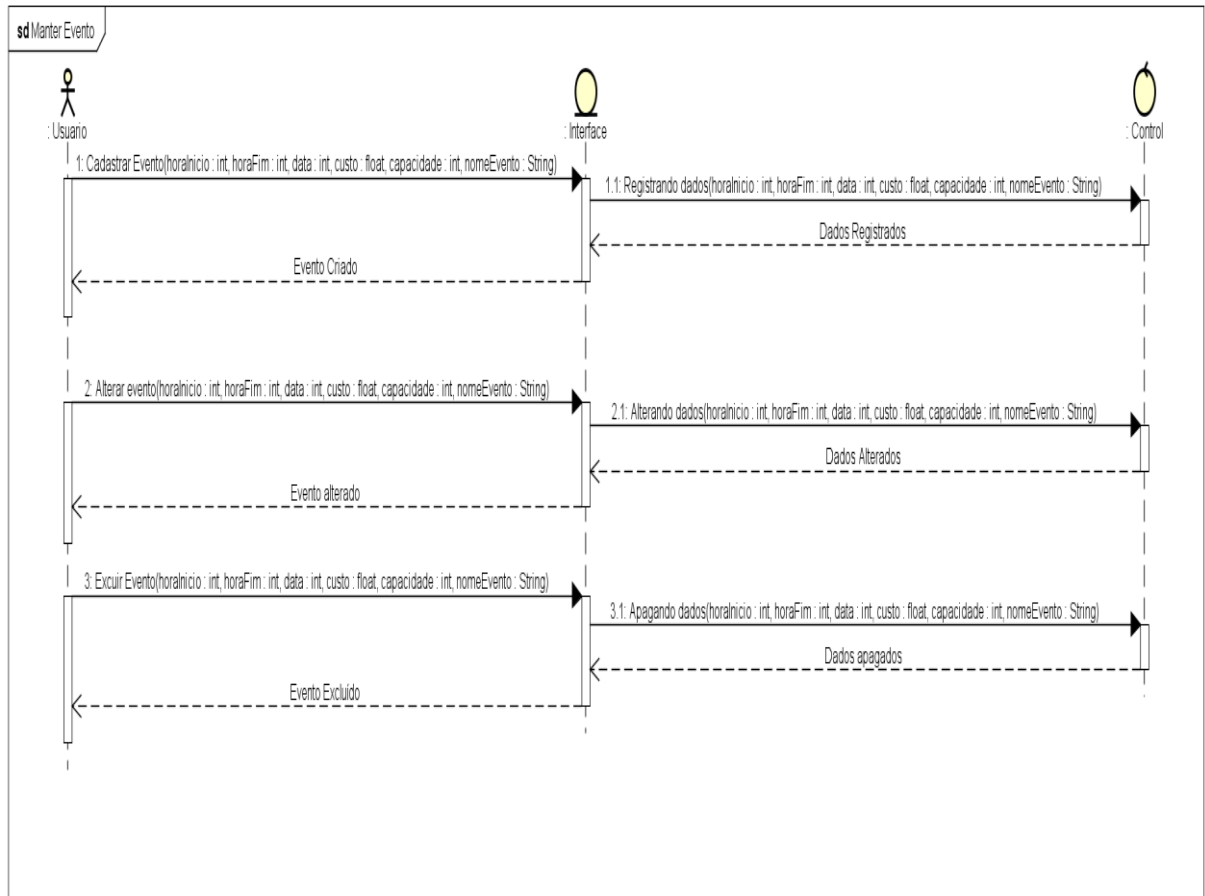 sd Manter Evento
: Usuario
: Interface
: Control
1: Cadastrar Evento(horaInicio : int, horaFim : int, data : int, custo : float, capacidade : int, nomeEvento : String)
1.1: Registrando dados(horaInicio : int, horaFim : int, data : int, custo : float, capacidade : int, nomeEvento : String)
Dados Registrados
Evento Criado
2: Alterar evento(horaInicio : int, horaFim : int, data : int, custo : float, capacidade : int, nomeEvento : String)
2.1: Alterando dados(horaInicio : int, horaFim : int, data : int, custo : float, capacidade : int, nomeEvento : String)
Dados Alterados
Evento alterado
3: Excuir Evento(horaInicio : int, horaFim : int, data : int, custo : float, capacidade : int, nomeEvento : String)
3.1: Apagando dados(horaInicio : int, horaFim : int, data : int, custo : float, capacidade : int, nomeEvento : String)
Dados apagados
Evento Excluído